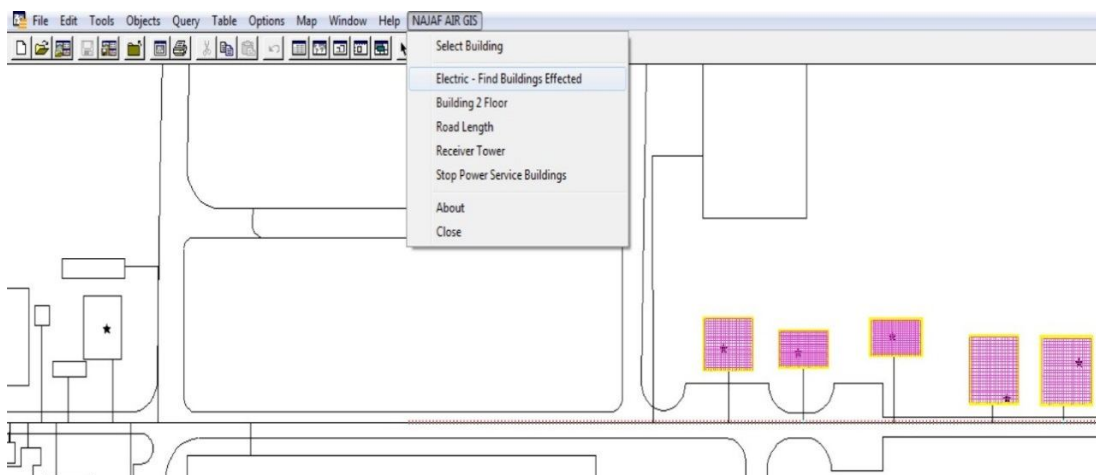 File Edit Tools Objects Query Table Options Map Window Help NAJAF AIR GIS
Select Building
Electric - Find Buildings Effected
Building 2 Floor
Road Length
Receiver Tower
Stop Power Service Buildings
About
Close